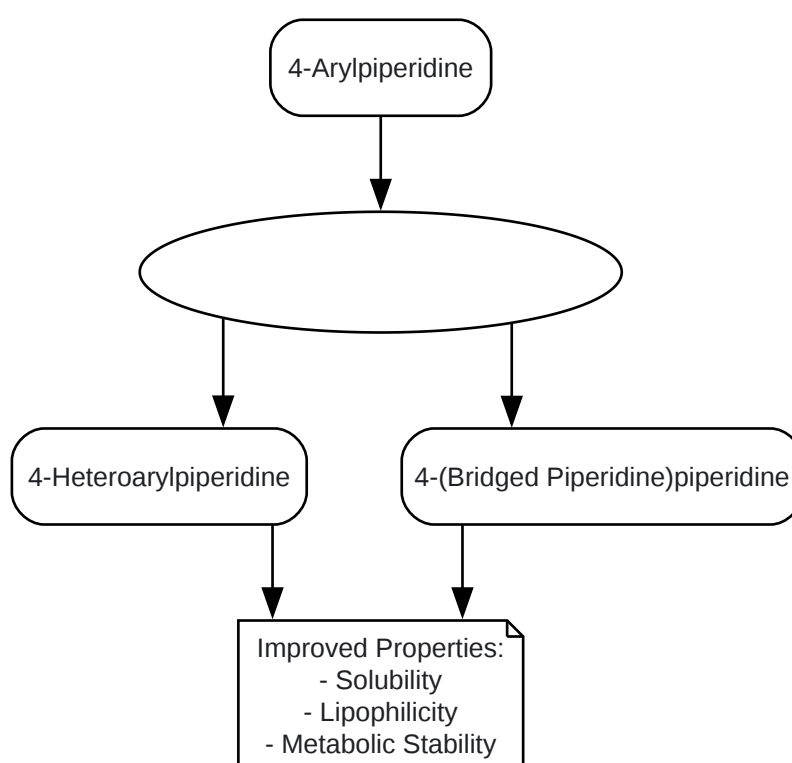 4-Arylpiperidine
4-Heteroarylpiperidine
4-(Bridged Piperidine)piperidine
Improved Properties:
- Solubility
- Lipophilicity
- Metabolic Stability